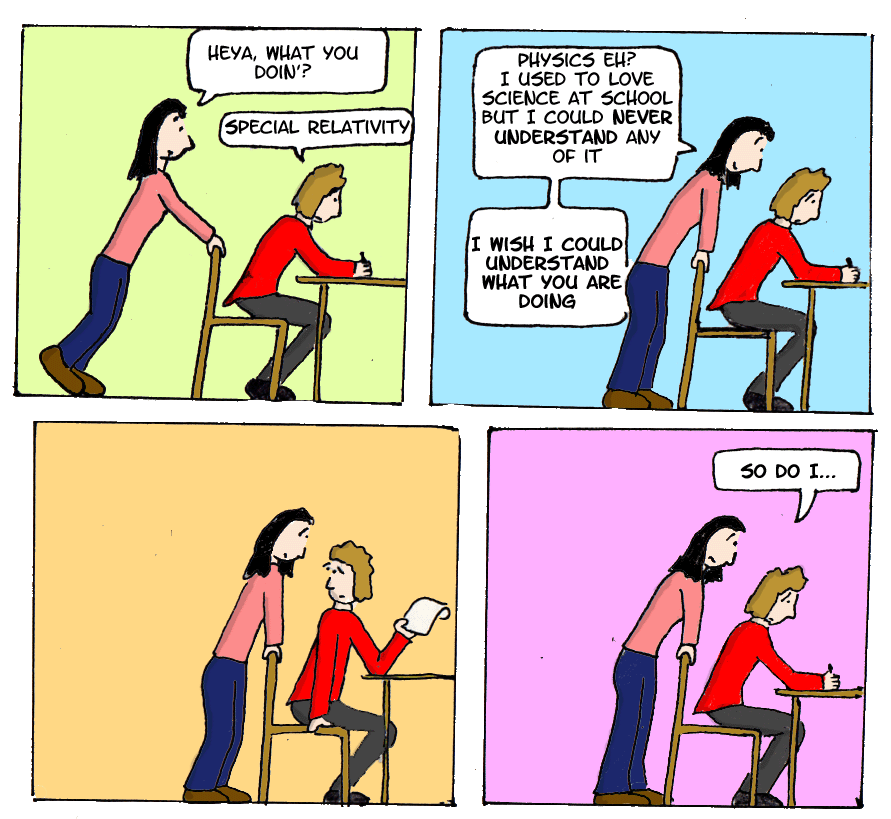 HEYA, WHAT YOU
DOIN'?
SPECIAL RELATIVITY
PHYSICS EH?
I USED TO LOVE
SCIENCE AT SCHOOL
BUT I COULD NEVER
UNDERSTAND ANY
OF IT
I WISH I COULD
UNDERSTAND
WHAT YOU ARE
DOING
SO DO I...